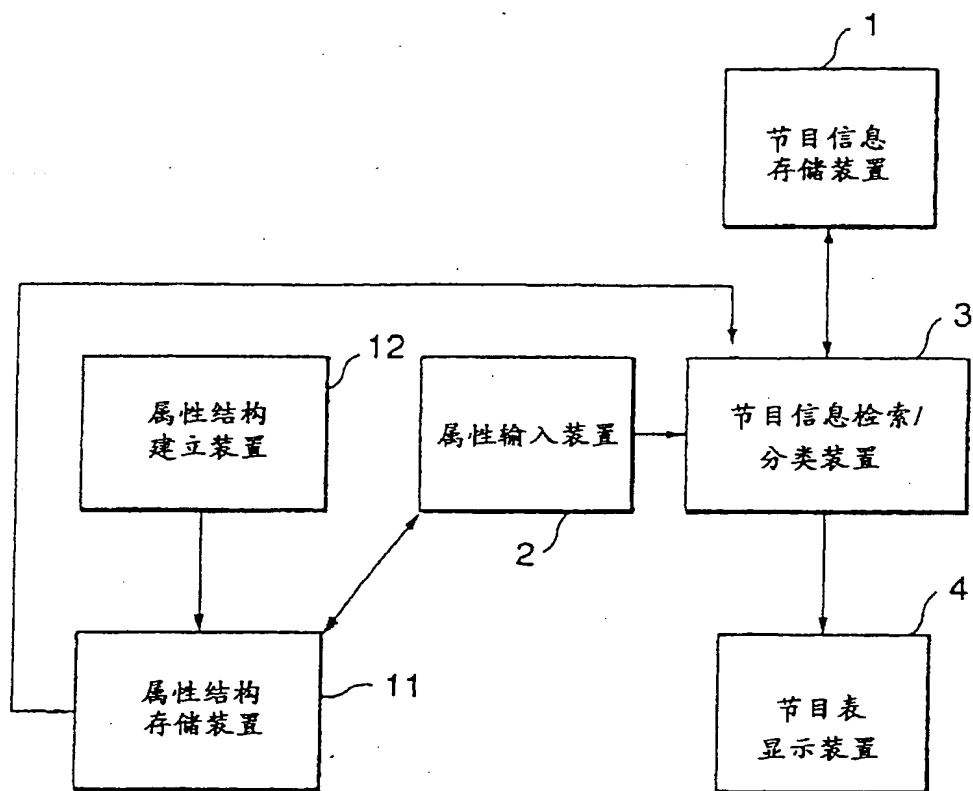 1
节目信息
存储装置
3
节目信息检索/
分类装置
12
属性结构
建立装置
属性输入装置
2
11
属性结构
存储装置
4
节目表
显示装置